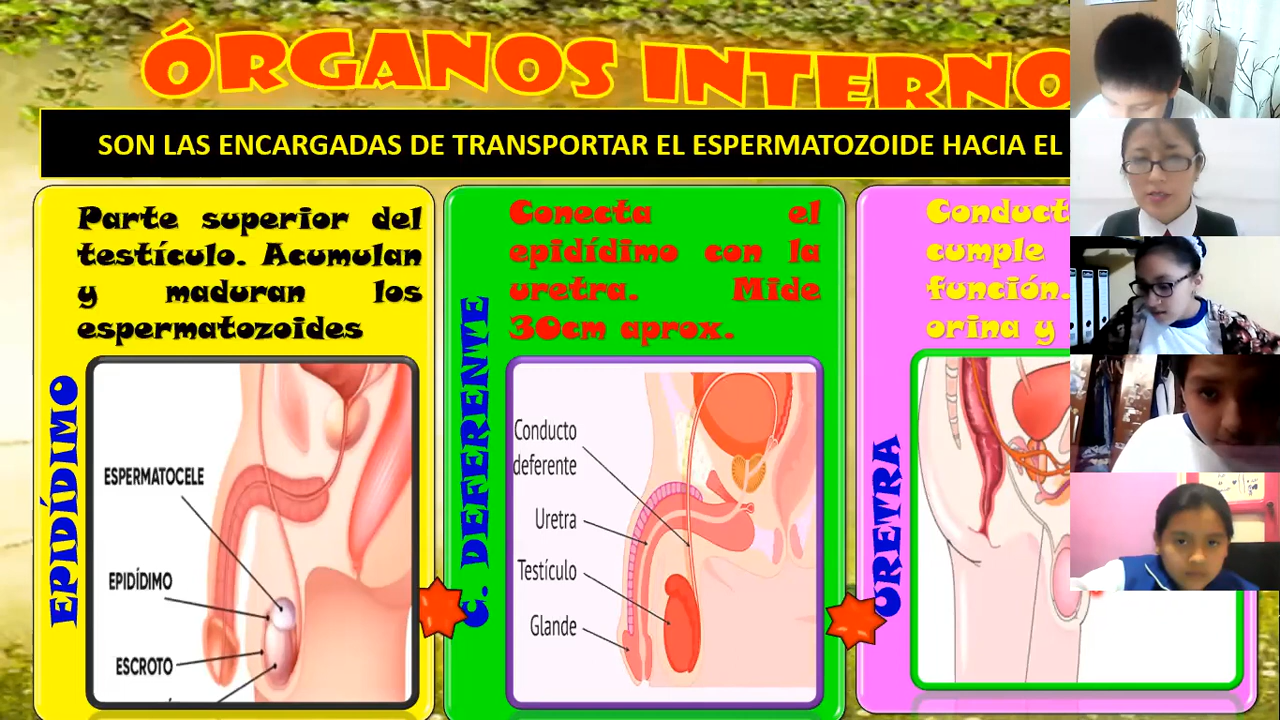 ÓRGANOS INTERNO
SON LAS ENCARGADAS DE TRANSPORTAR EL ESPERMATOZOIDE HACIA EL
Parte superior del
testículo. Acumulan
y maduran los
espermatozoides
EPIDÍDIMO
ESPERMATOCELE
EPIDÍDIMO
ESCROTO
Conecta el
epidídimo con la
uretra. Mide
30cm aprox.
C. DEFERENTE
Conducto
deferente
Uretra
Testículo
Glande
Conduct
cumple
función.
orina y
URETRA